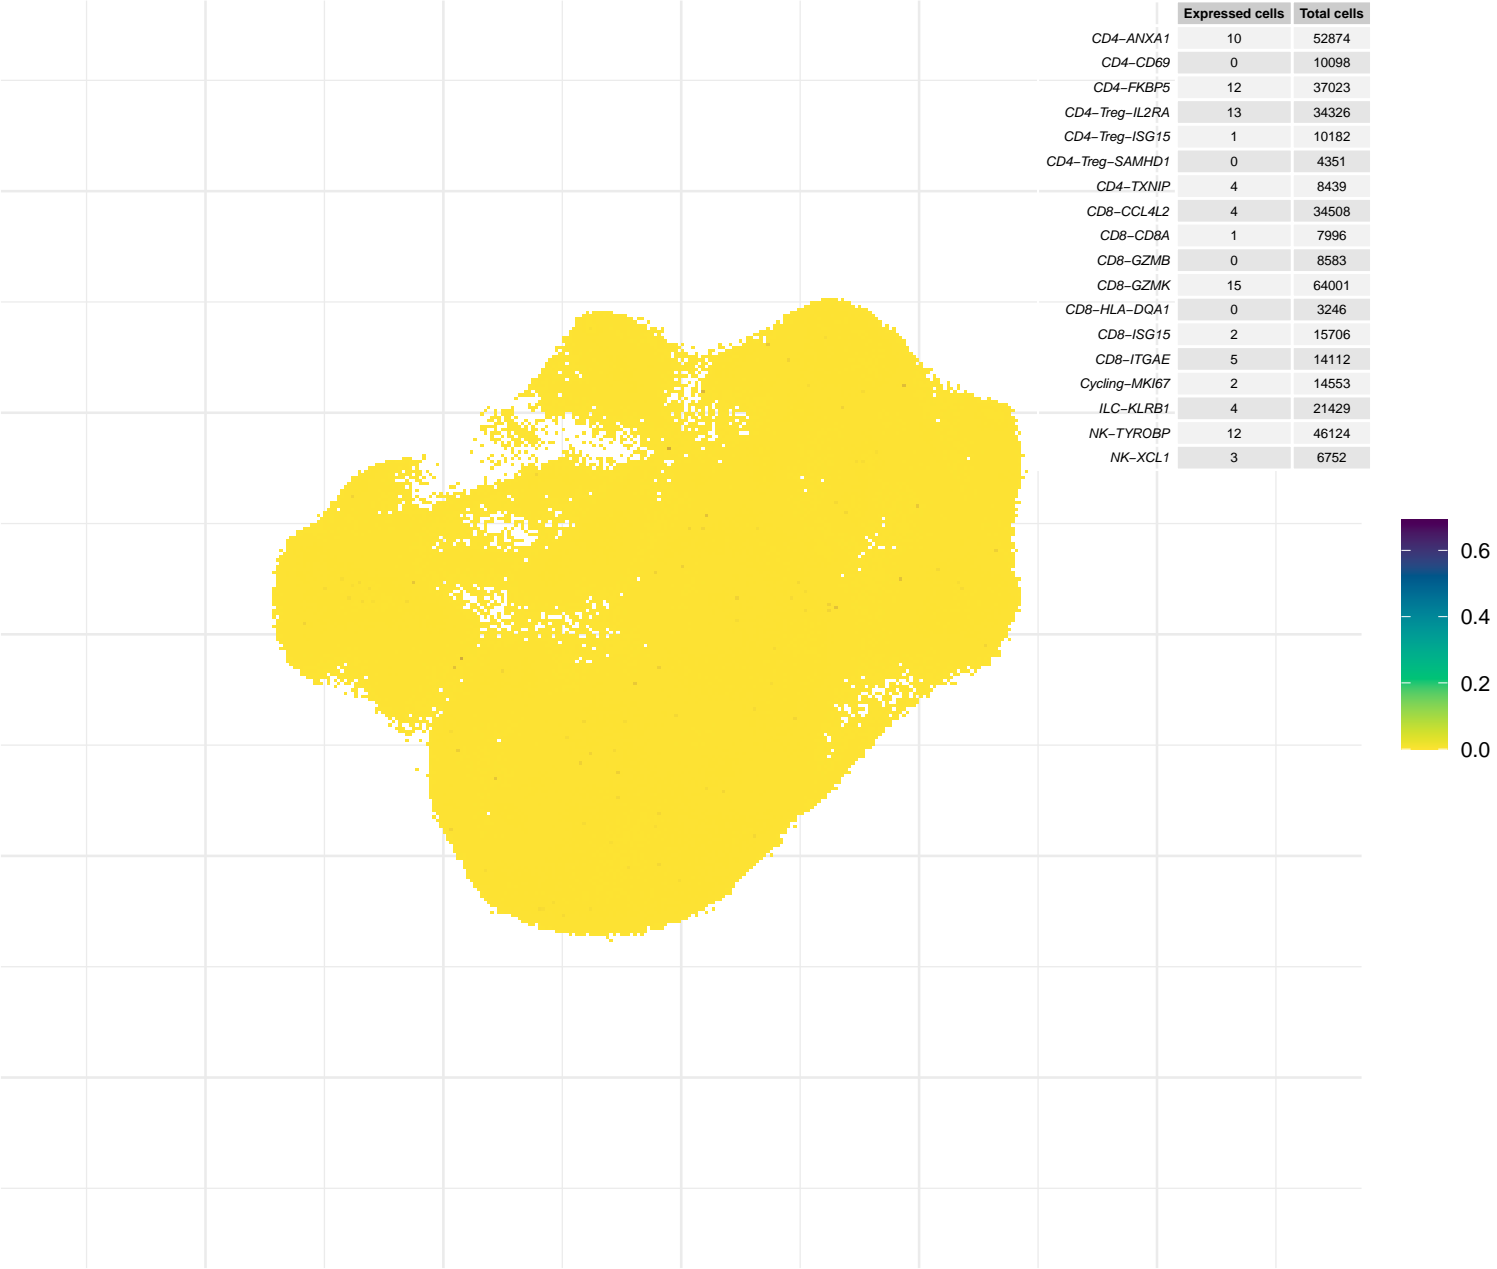 Expressed cells Total cells
CD4−ANXA1 10 52874
CD4−CD69 0 10098
CD4−FKBP5 12 37023
CD4−Treg−IL2RA 13 34326
CD4−Treg−ISG15 1 10182
CD4−Treg−SAMHD1 0 4351
CD4−TXNIP 4 8439
CD8−CCL4L2 4 34508
CD8−CD8A 1 7996
CD8−GZMB 0 8583
CD8−GZMK 15 64001
CD8−HLA−DQA1 0 3246
CD8−ISG15 2 15706
CD8−ITGAE 5 14112
Cycling−MKI67 2 14553
ILC−KLRB1 4 21429
NK−TYROBP 12 46124
NK−XCL1 3 6752
0.6
0.4
0.2
0.0